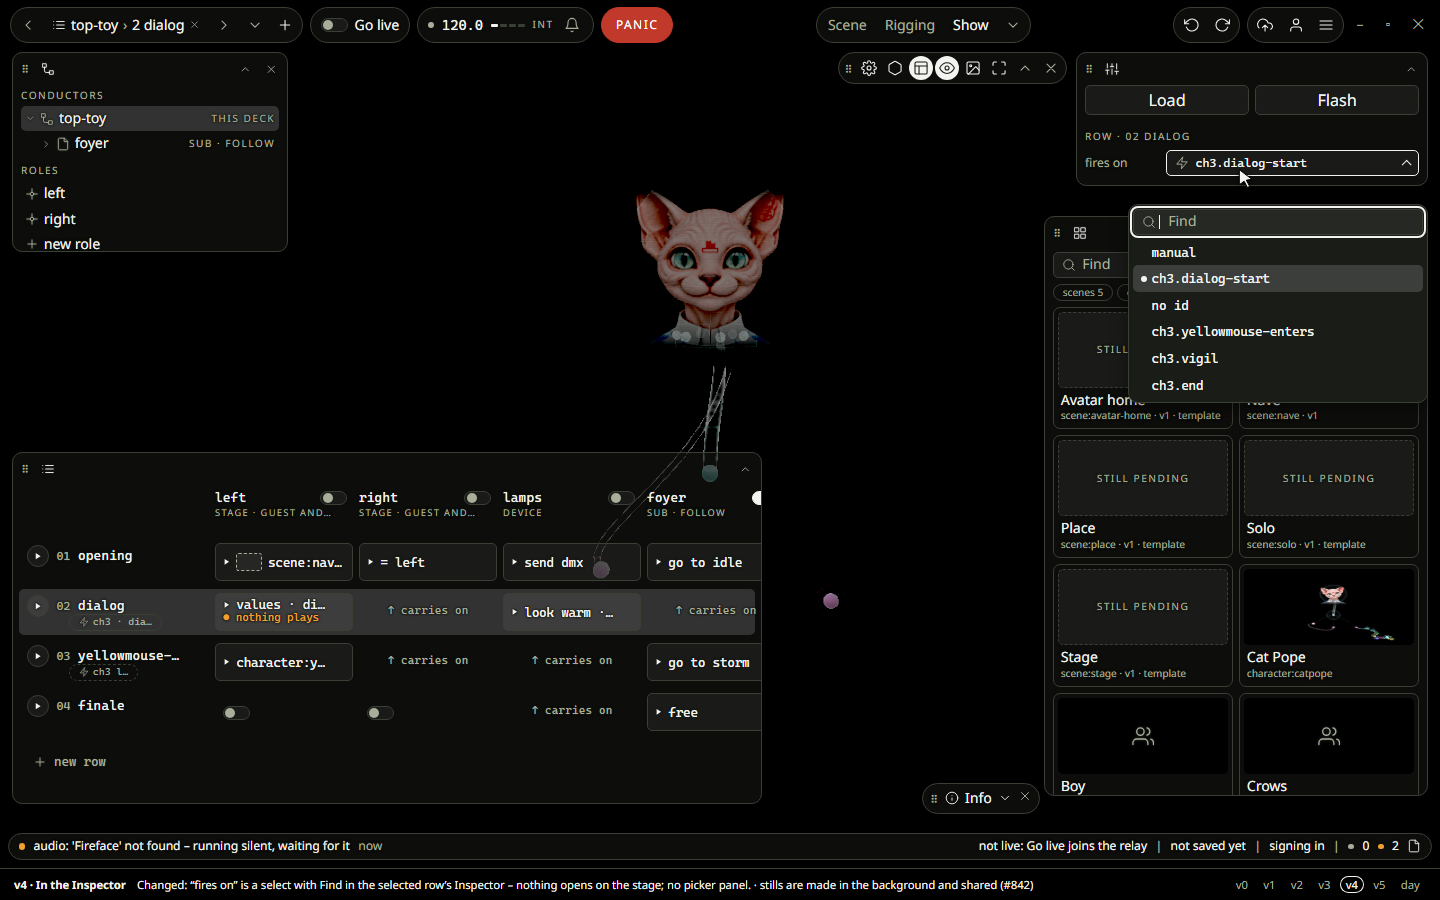 top-toy › 2 dialog
Go live
120.0 INT
PANIC
Scene Rigging Show
CONDUCTORS
top-toy THIS DECK
foyer SUB · FOLLOW
ROLES
left
right
new role
Load Flash
ROW · 02 DIALOG
fires on ch3.dialog-start
Find
manual
ch3.dialog-start
no id
ch3.yellowmouse-enters
ch3.vigil
ch3.end
Find
scenes 5
STILL
Avatar home
scene:avatar-home · v1 · template
Nave
scene:nave · v1
STILL PENDING
Place
scene:place · v1 · template
STILL PENDING
Solo
scene:solo · v1 · template
STILL PENDING
Stage
scene:stage · v1 · template
Cat Pope
character:catpope
Boy
Crows
left right lamps foyer
STAGE · GUEST AND… STAGE · GUEST AND… DEVICE SUB · FOLLOW
01 opening scene:nav… = left send dmx go to idle
02 dialog values · di… ↑ carries on look warm ·… ↑ carries on
ch3 · dia… nothing plays
03 yellowmouse-… character:y… ↑ carries on ↑ carries on go to storm
ch3 l…
04 finale ↑ carries on free
+ new row
Info
audio: 'Fireface' not found – running silent, waiting for it now
not live: Go live joins the relay | not saved yet | signing in | 0 2
v4 · In the Inspector Changed: “fires on” is a select with Find in the selected row’s Inspector – nothing opens on the stage; no picker panel. · stills are made in the background and shared (#842)
v0 v1 v2 v3 v4 v5 day